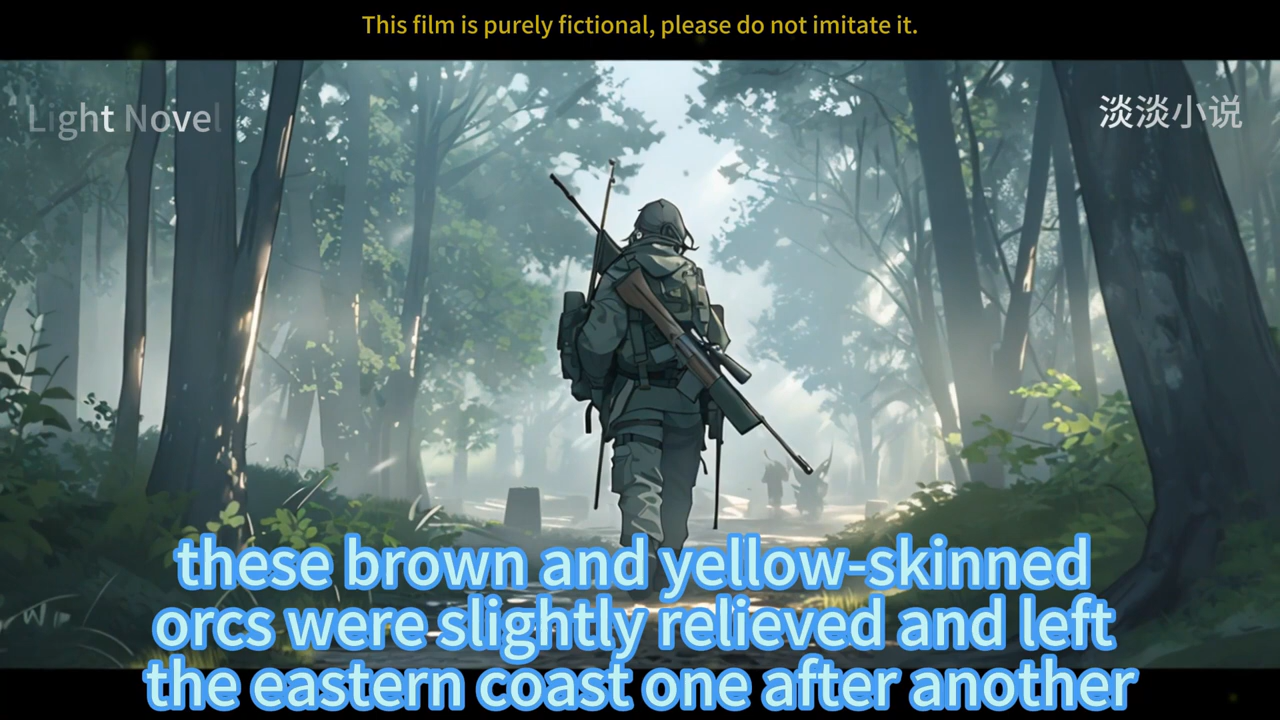 This film is purely fictional, please do not imitate it.
Light Novel
淡淡小说
these brown and yellow-skinned
orcs were slightly relieved and left
the eastern coast one after another